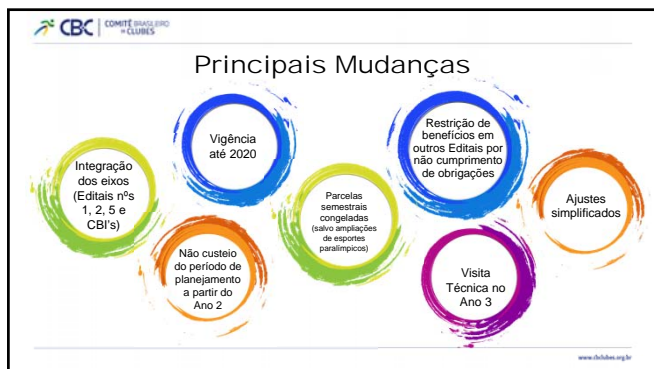 CBC
COMITÊ BRASILEIRO
DE CLUBES
Principais Mudanças
Integração
dos eixos
(Editais nºs
1, 2, 5 e
CBI's)
Vigência
até 2020
Não custeio
do período de
planejamento
a partir do
Ano 2
Parcelas
semestrais
congeladas
(salvo ampliações
de esportes
paralímpicos)
Restrição de
benefícios em
outros Editais por
não cumprimento
de obrigações
Visita
Técnica no
Ano 3
Ajustes
simplificados
www.cbclubes.org.br